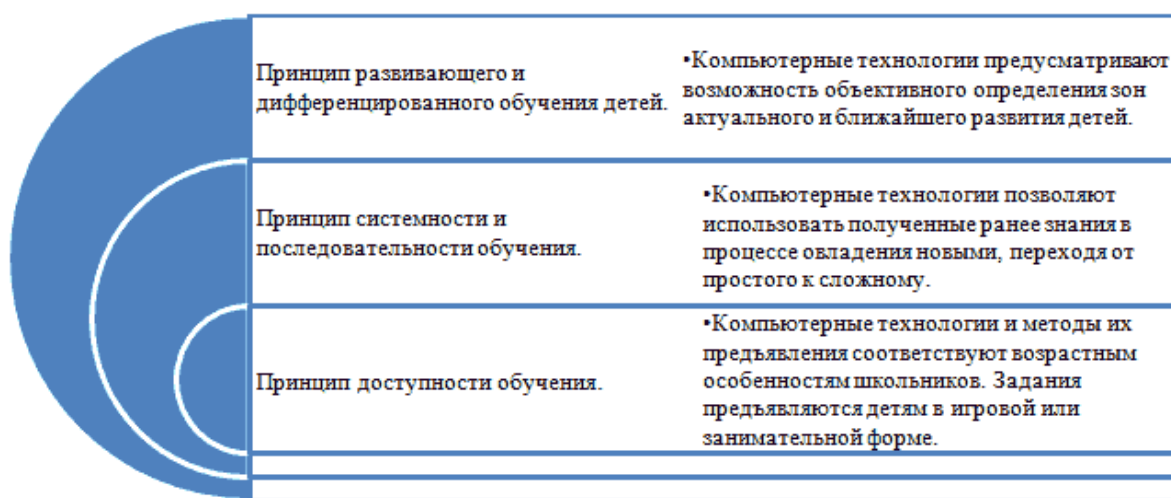 Принцип развивающего и
дифференцированного обучения детей.
•Компьютерные технологии предусматривают
возможность объективного определения зон
актуального и ближайшего развития детей.
Принцип системности и
последовательности обучения.
•Компьютерные технологии позволяют
использовать полученные ранее знания в
процессе овладения новыми, переходя от
простого к сложному.
Принцип доступности обучения.
•Компьютерные технологии и методы их
предъявления соответствуют возрастным
особенностям школьников. Задания
предъявляются детям в игровой или
занимательной форме.